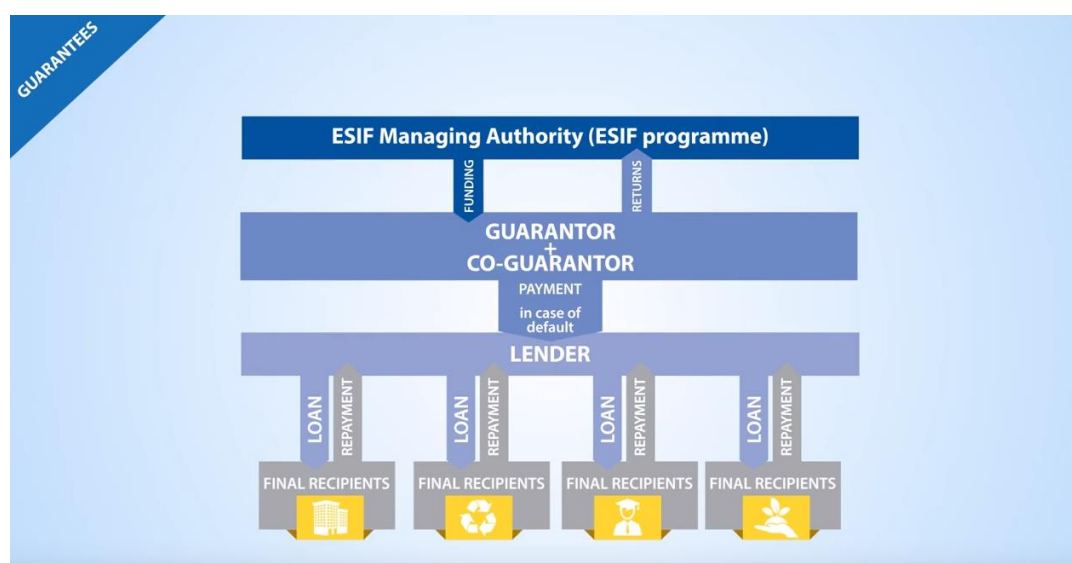 GUARANTEES
ESIF Managing Authority (ESIF programme)
FUNDING
RETURNS
GUARANTOR
+
CO-GUARANTOR
PAYMENT
in case of
default
LENDER
LOAN
REPAYMENT
LOAN
REPAYMENT
LOAN
REPAYMENT
LOAN
REPAYMENT
FINAL RECIPIENTS
FINAL RECIPIENTS
FINAL RECIPIENTS
FINAL RECIPIENTS